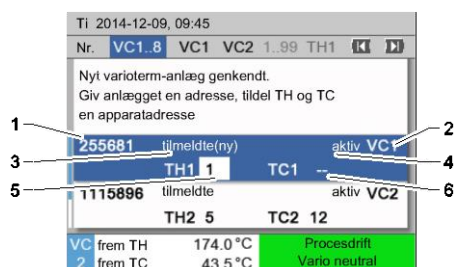 Ti 2014-12-09, 09:45
Nr. VC1..8 VC1 VC2 1..99 TH1
Nyt varioterm-anlæg genkendt.
Giv anlægget en adresse, tildel TH og TC
en apparatadresse
1
2
255681 tilmeldte(ny) aktiv VC1
3
4
TH1 1 TC1 --
5
6
1115896 tilmeldte aktiv VC2
TH2 5 TC2 12
VC frem TH 174.0°C Procesdrift
2 frem TC 43.5°C Vario neutral